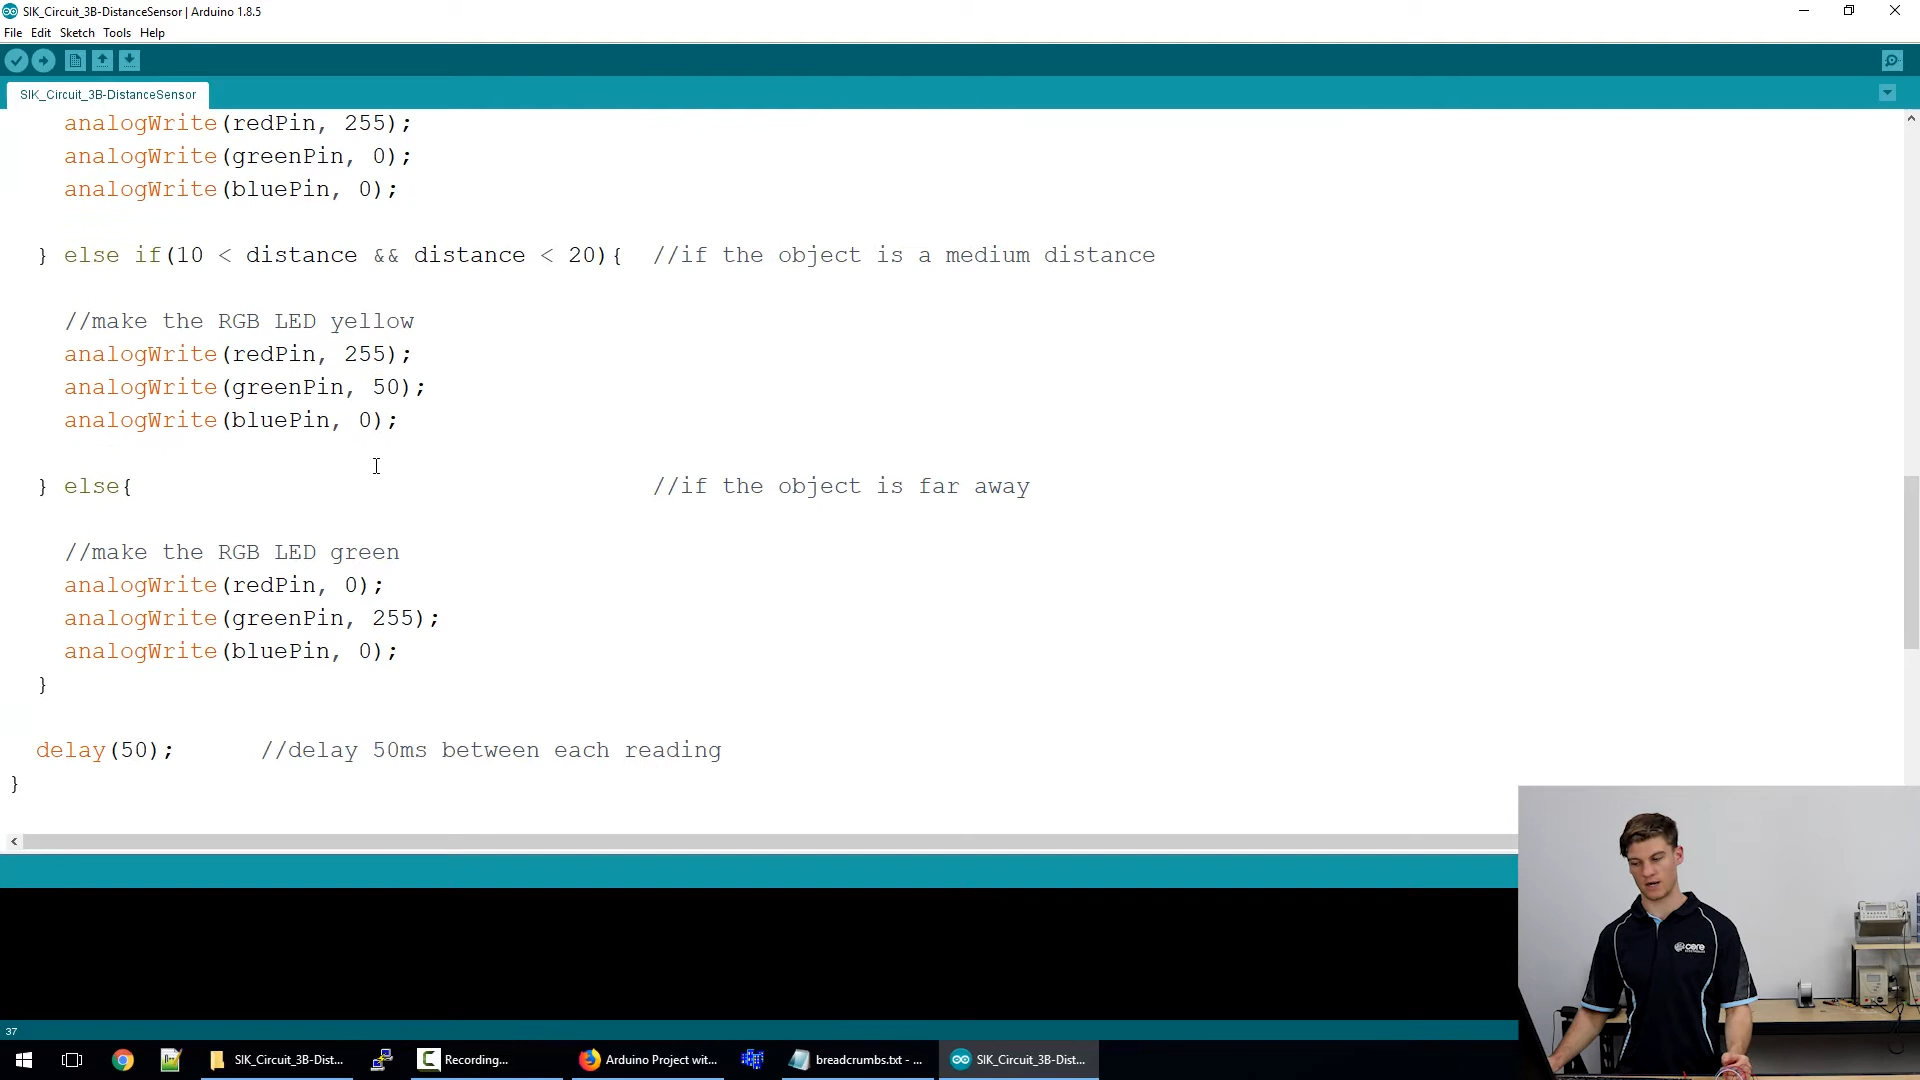 SIK_Circuit_3B-DistanceSensor | Arduino 1.8.5
File Edit Sketch Tools Help
SIK_Circuit_3B-DistanceSensor
analogWrite(redPin, 255);
analogWrite(greenPin, 0);
analogWrite(bluePin, 0);
} else if(10 < distance && distance < 20){ //if the object is a medium distance
//make the RGB LED yellow
analogWrite(redPin, 255);
analogWrite(greenPin, 50);
analogWrite(bluePin, 0);
} else{ //if the object is far away
//make the RGB LED green
analogWrite(redPin, 0);
analogWrite(greenPin, 255);
analogWrite(bluePin, 0);
}
delay(50); //delay 50ms between each reading
}
core
37
SIK_Circuit_3B-Dist... Recording... Arduino Project wit... breadcrumbs.txt - ... SIK_Circuit_3B-Dist...